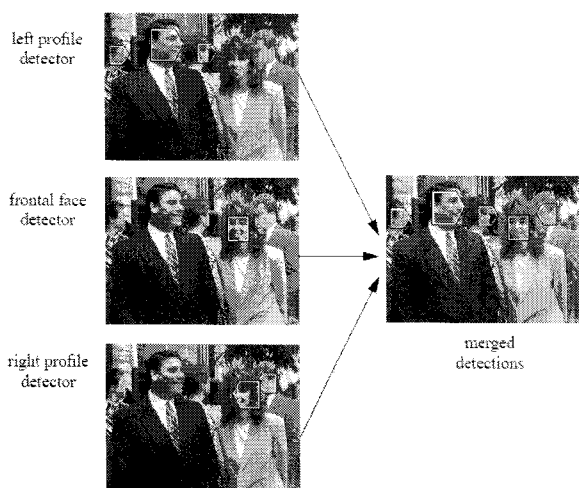 left profile
detector
frontal face
detector
right profile
detector
merged
detections